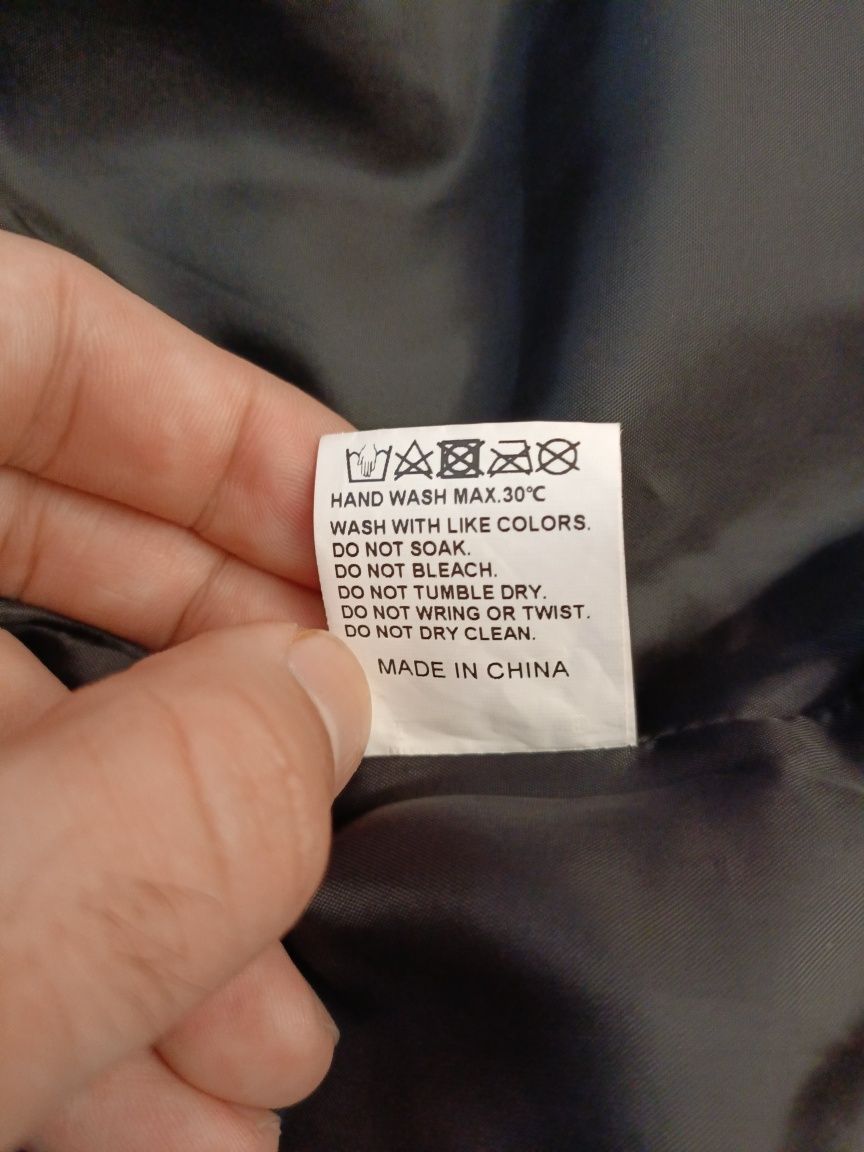 HAND WASH MAX.30℃
WASH WITH LIKE COLORS.
DO NOT SOAK.
DO NOT BLEACH.
DO NOT TUMBLE DRY.
DO NOT WRING OR TWIST.
DO NOT DRY CLEAN.
MADE IN CHINA